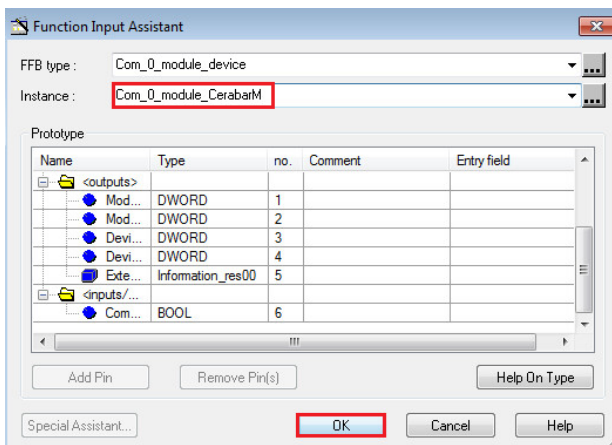 Function Input Assistant
FFB type : Com_0_module_device
Instance : Com_0_module_CerabarM
Prototype
Name Type no. Comment Entry field
<outputs>
Mod... DWORD 1
Mod... DWORD 2
Devi... DWORD 3
Devi... DWORD 4
Exte... Information_res00 5
<inputs/...
Com... BOOL 6
Add Pin Remove Pin(s) Help On Type
Special Assistant... OK Cancel Help